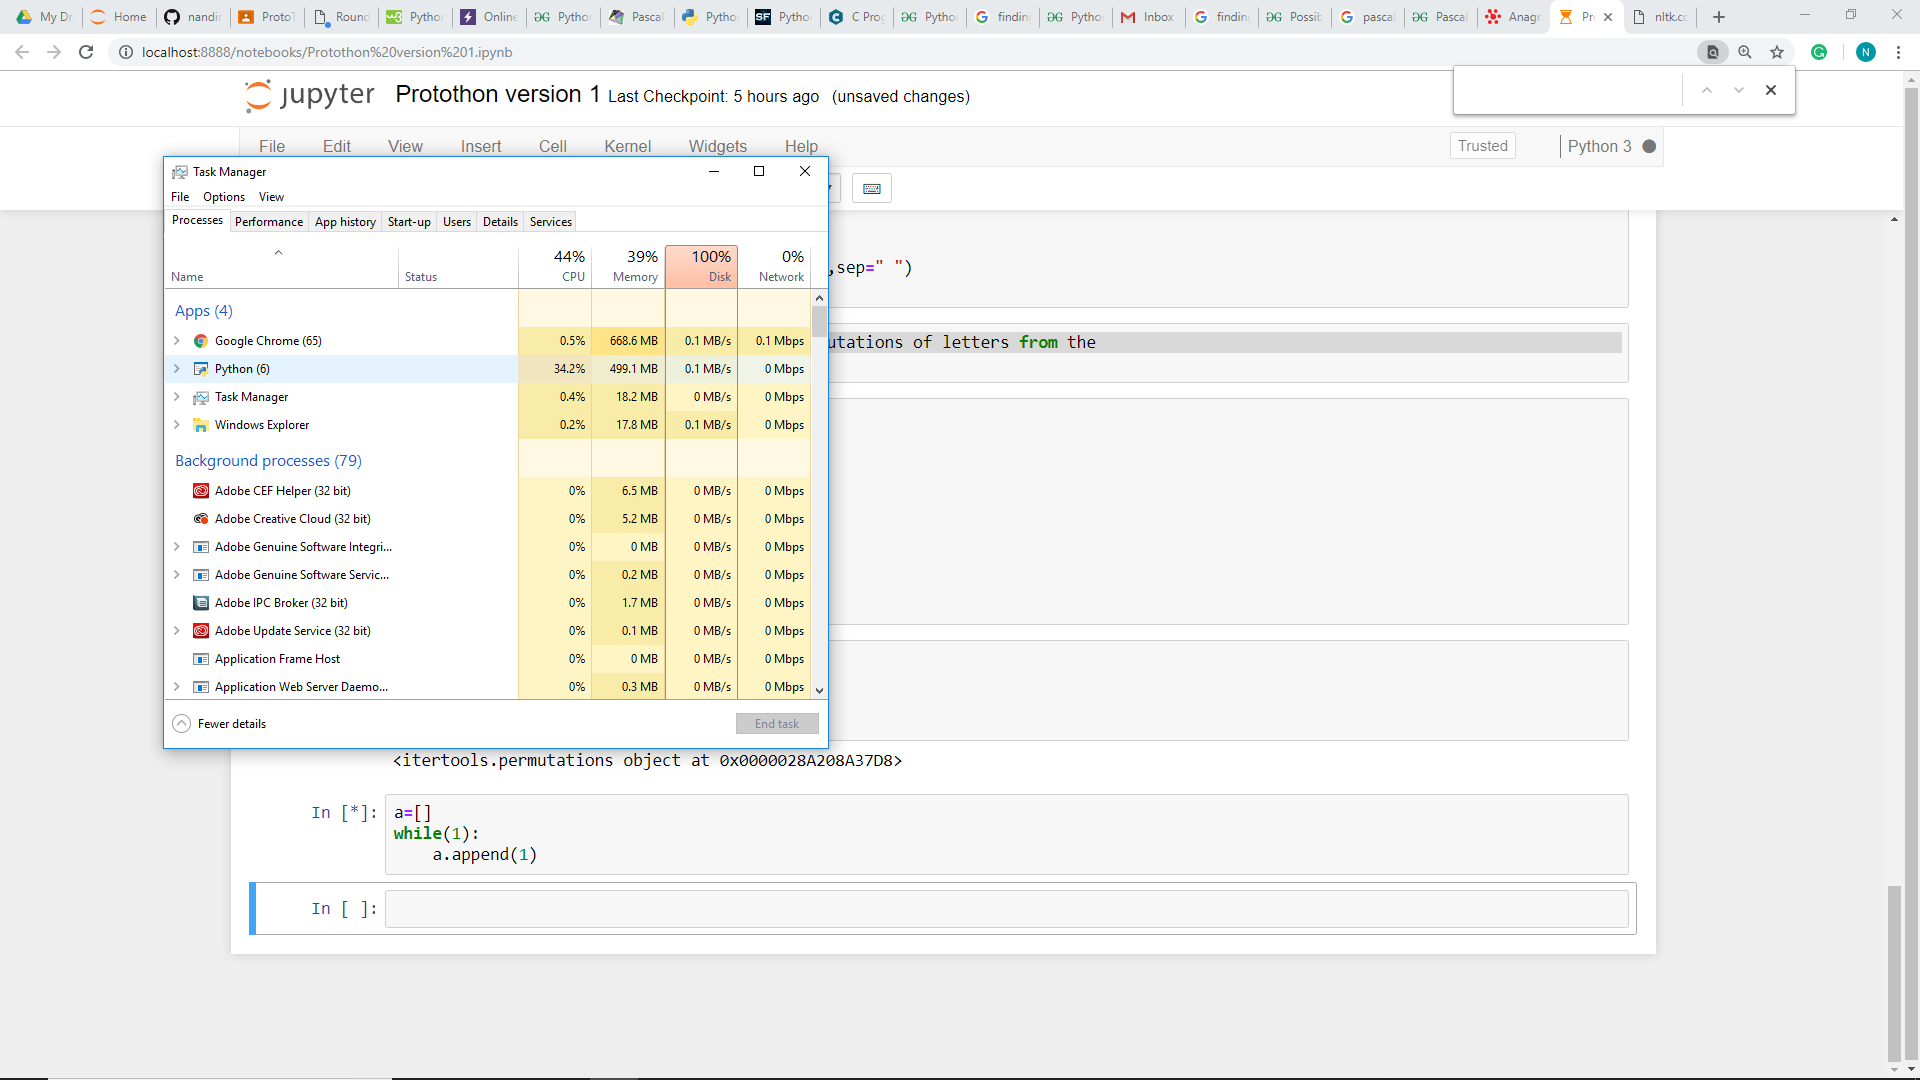 My Dr
Home
nandir
ProtoT
Round
Pythor
Online
Pythor
Pascal'
Pythor
Pythor
C Prog
Pythor
finding
Pythor
Inbox
finding
Possib
pascal
Pascal
Anagr
Pr
nltk.co
localhost:8888/notebooks/Protothon%20version%201.ipynb
N
jupyter Protothon version 1 Last Checkpoint: 5 hours ago (unsaved changes)
File Edit View Insert Cell Kernel Widgets Help
Trusted
Python 3
Task Manager
File Options View
Processes Performance App history Start-up Users Details Services
44% 39% 100% 0%
Name Status CPU Memory Disk Network
Apps (4)
Google Chrome (65) 0.5% 668.6 MB 0.1 MB/s 0.1 Mbps
Python (6) 34.2% 499.1 MB 0.1 MB/s 0 Mbps
Task Manager 0.4% 18.2 MB 0 MB/s 0 Mbps
Windows Explorer 0.2% 17.8 MB 0.1 MB/s 0 Mbps
Background processes (79)
Adobe CEF Helper (32 bit) 0% 6.5 MB 0 MB/s 0 Mbps
Adobe Creative Cloud (32 bit) 0% 5.2 MB 0 MB/s 0 Mbps
Adobe Genuine Software Integri... 0% 0 MB 0 MB/s 0 Mbps
Adobe Genuine Software Servic... 0% 0.2 MB 0 MB/s 0 Mbps
Adobe IPC Broker (32 bit) 0% 1.7 MB 0 MB/s 0 Mbps
Adobe Update Service (32 bit) 0% 0.1 MB 0 MB/s 0 Mbps
Application Frame Host 0% 0 MB 0 MB/s 0 Mbps
Application Web Server Daemo... 0% 0.3 MB 0 MB/s 0 Mbps
Fewer details
End task
,sep=" ")
utations of letters from the
<itertools.permutations object at 0x0000028A208A37D8>
In [*]: a=[]
while(1):
    a.append(1)
In [ ]: